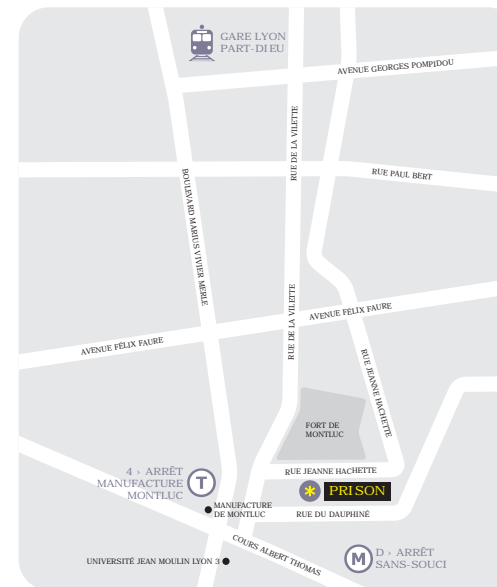 GARE LYON
PART-DIEU
AVENUE GEORGES POMPIDOU
RUE DE LA VILETTE
RUE PAUL BERT
BOULEVARD MARIUS VIVIER MERLE
RUE DE LA VILETTE
AVENUE FÉLIX FAURE
AVENUE FÉLIX FAURE
RUE JEANNE HACHETTE
FORT DE
MONTLUC
4 › ARRÊT
MANUFACTURE
MONTLUC
T
RUE JEANNE HACHETTE
PRISON
MANUFACTURE
DE MONTLUC
RUE DU DAUPHINÉ
COURS ALBERT THOMAS
UNIVERSITÉ JEAN MOULIN LYON 3
M
D › ARRÊT
SANS-SOUCI